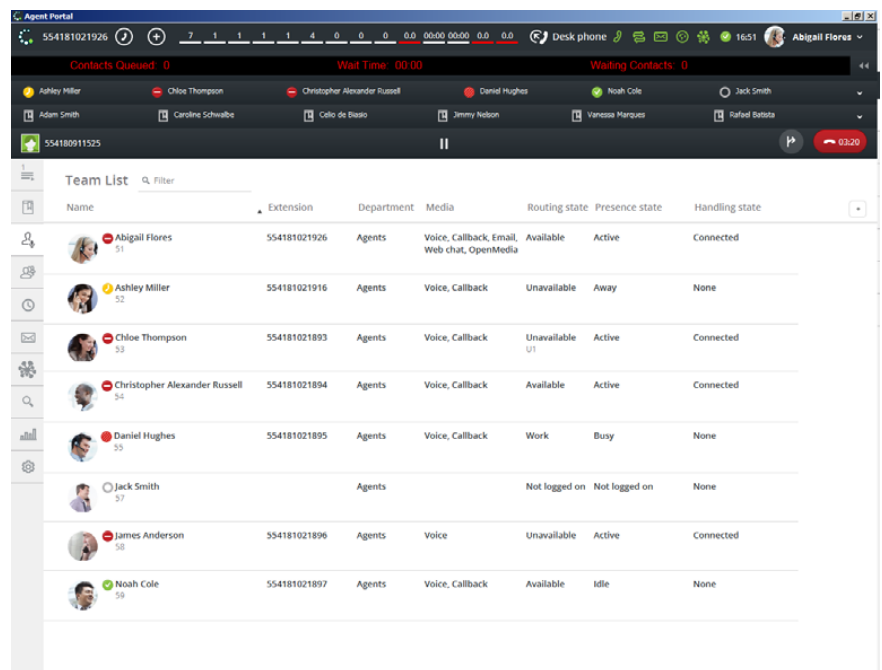 Agent Portal
554181021926 7 1 1 1 1 4 0 0 0 0.0 00:00 00:00 0.0 0.0 Desk phone 16:51 Abigail Flores
Contacts Queued: 0 Wait Time: 00:00 Waiting Contacts: 0
Ashley Miller Chloe Thompson Christopher Alexander Russell Daniel Hughes Noah Cole Jack Smith
Adam Smith Caroline Schwalbe Celio de Biasio Jimmy Nelson Vanessa Marques Rafael Batista
554180911525 03:20
1
Team List Filter
Name Extension Department Media Routing state Presence state Handling state
Abigail Flores 554181021926 Agents Voice, Callback, Email, Available Active Connected
51 Web chat, OpenMedia
Ashley Miller 554181021916 Agents Voice, Callback Unavailable Away None
52
Chloe Thompson 554181021893 Agents Voice, Callback Unavailable Active Connected
53 U1
Christopher Alexander Russell 554181021894 Agents Voice, Callback Available Active Connected
54
Daniel Hughes 554181021895 Agents Voice, Callback Work Busy None
55
Jack Smith Agents Not logged on Not logged on None
57
James Anderson 554181021896 Agents Voice Unavailable Active Connected
58
Noah Cole 554181021897 Agents Voice, Callback Available Idle None
59